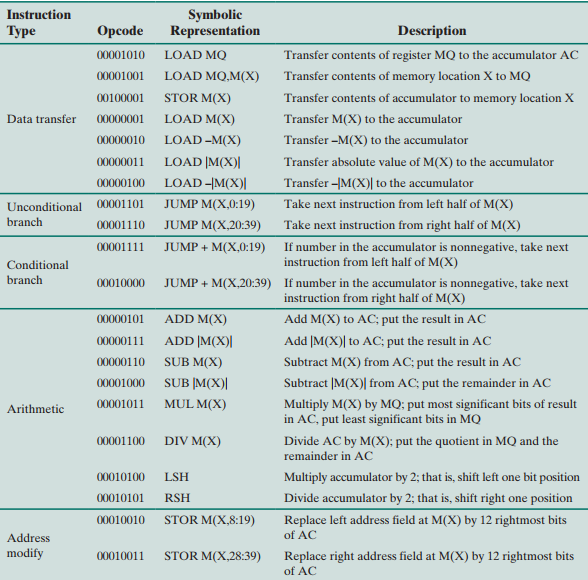 Instruction Type Opcode Symbolic Representation Description
Data transfer
00001010 LOAD MQ Transfer contents of register MQ to the accumulator AC
00001001 LOAD MQ,M(X) Transfer contents of memory location X to MQ
00100001 STOR M(X) Transfer contents of accumulator to memory location X
00000001 LOAD M(X) Transfer M(X) to the accumulator
00000010 LOAD –M(X) Transfer –M(X) to the accumulator
00000011 LOAD |M(X)| Transfer absolute value of M(X) to the accumulator
00000100 LOAD –|M(X)| Transfer –|M(X)| to the accumulator
Unconditional branch
00001101 JUMP M(X,0:19) Take next instruction from left half of M(X)
00001110 JUMP M(X,20:39) Take next instruction from right half of M(X)
Conditional branch
00001111 JUMP + M(X,0:19) If number in the accumulator is nonnegative, take next
instruction from left half of M(X)
00010000 JUMP + M(X,20:39) If number in the accumulator is nonnegative, take next
instruction from right half of M(X)
Arithmetic
00000101 ADD M(X) Add M(X) to AC; put the result in AC
00000111 ADD |M(X)| Add |M(X)| to AC; put the result in AC
00000110 SUB M(X) Subtract M(X) from AC; put the result in AC
00001000 SUB |M(X)| Subtract |M(X)| from AC; put the remainder in AC
00001011 MUL M(X) Multiply M(X) by MQ; put most significant bits of result
in AC, put least significant bits in MQ
00001100 DIV M(X) Divide AC by M(X); put the quotient in MQ and the
remainder in AC
00010100 LSH Multiply accumulator by 2; that is, shift left one bit position
00010101 RSH Divide accumulator by 2; that is, shift right one position
Address modify
00010010 STOR M(X,8:19) Replace left address field at M(X) by 12 rightmost bits
of AC
00010011 STOR M(X,28:39) Replace right address field at M(X) by 12 rightmost bits
of AC